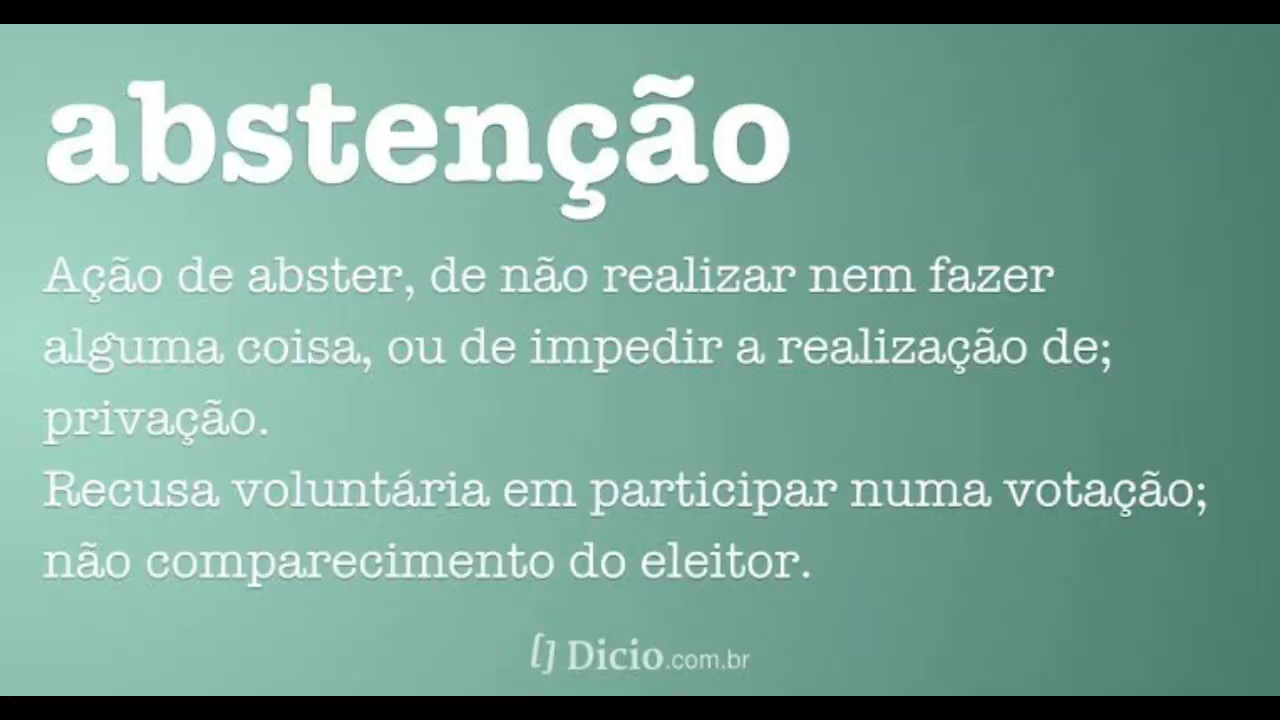 abstenção
Ação de abster, de não realizar nem fazer
alguma coisa, ou de impedir a realização de;
privação.
Recusa voluntária em participar numa votação;
não comparecimento do eleitor.
[] Dicio.com.br